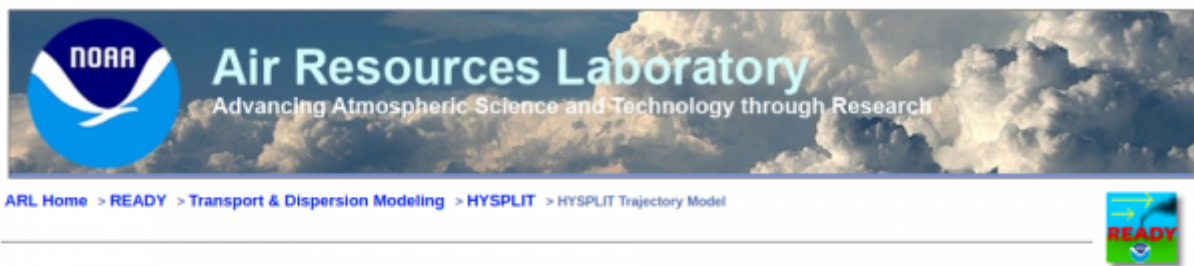 NOAA
Air Resources Laboratory
Advancing Atmospheric Science and Technology through Research
ARL Home > READY > Transport & Dispersion Modeling > HYSPLIT > HYSPLIT Trajectory Model
READY